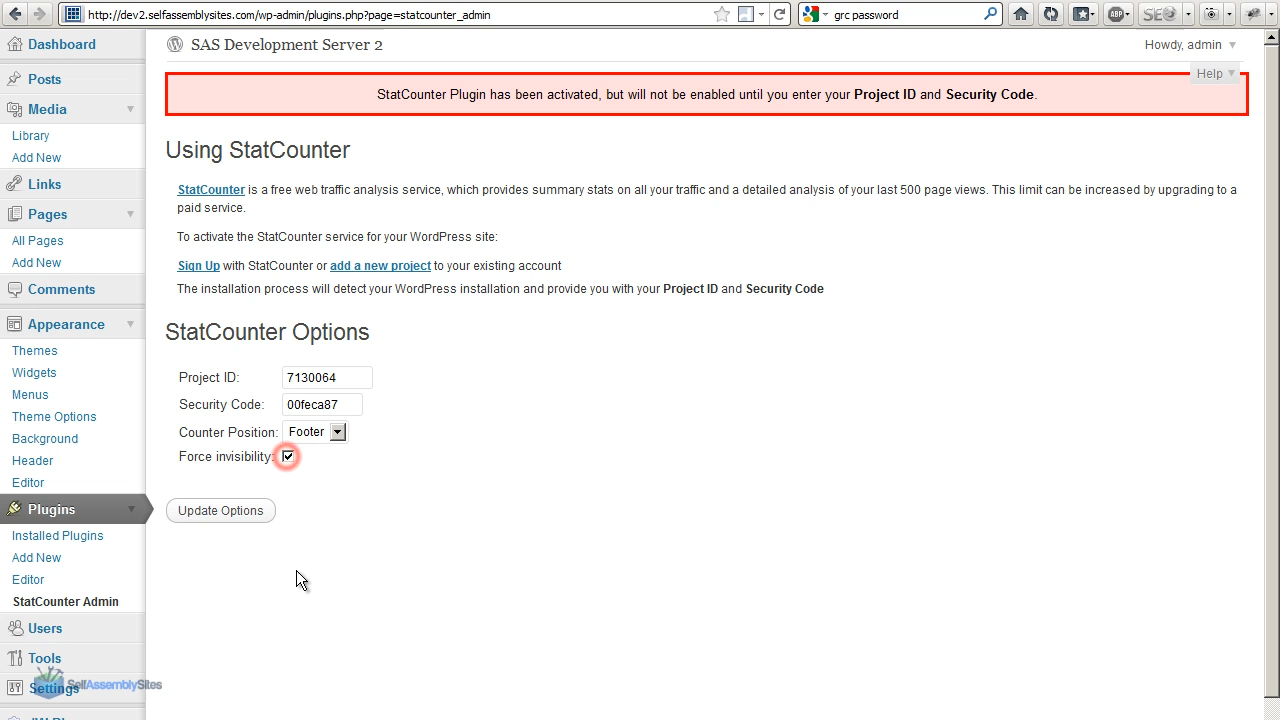 http://dev2.selfassemblysites.com/wp-admin/plugins.php?page=statcounter_admin
grc password
ABP
SEO
Dashboard
Posts
Media
Library
Add New
Links
Pages
All Pages
Add New
Comments
Appearance
Themes
Widgets
Menus
Theme Options
Background
Header
Editor
Plugins
Installed Plugins
Add New
Editor
StatCounter Admin
Users
Tools
Settings
SelfAssemblySites
SAS Development Server 2
Howdy, admin
Help
StatCounter Plugin has been activated, but will not be enabled until you enter your Project ID and Security Code.
Using StatCounter
StatCounter is a free web traffic analysis service, which provides summary stats on all your traffic and a detailed analysis of your last 500 page views. This limit can be increased by upgrading to a
paid service.
To activate the StatCounter service for your WordPress site:
Sign Up with StatCounter or add a new project to your existing account
The installation process will detect your WordPress installation and provide you with your Project ID and Security Code
StatCounter Options
Project ID: 7130064
Security Code: 00feca87
Counter Position: Footer
Force invisibility:
Update Options